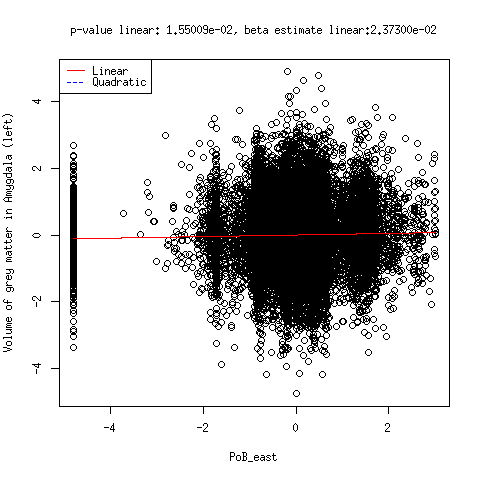 p-value linear: 1.55009e-02, beta estimate linear:2.37300e-02
Linear
Quadratic
Volume of grey matter in Amygdala (left)
4
2
0
-2
-4
-4 -2 0 2
PoB_east